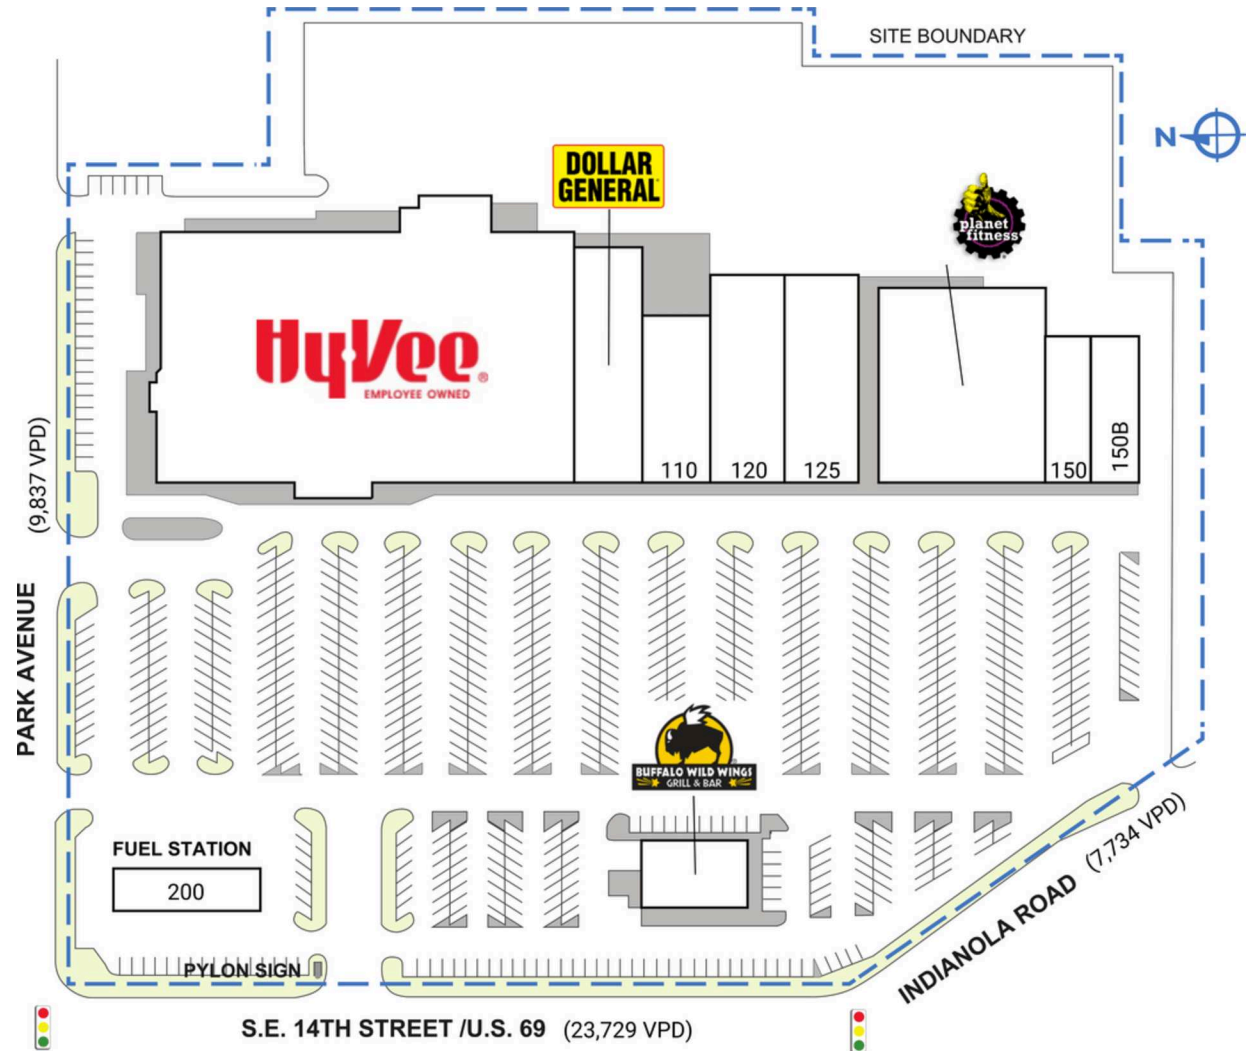 SITE BOUNDARY
N
DOLLAR
GENERAL
planet
fitness
HyVee
EMPLOYEE OWNED
110
120
125
150
150B
(9,837 VPD)
PARK AVENUE
BUFFALO WILD WINGS
GRILL & BAR
FUEL STATION
200
PYLON SIGN
(7,734 VPD)
INDIANOLA ROAD
S.E. 14TH STREET /U.S. 69 (23,729 VPD)